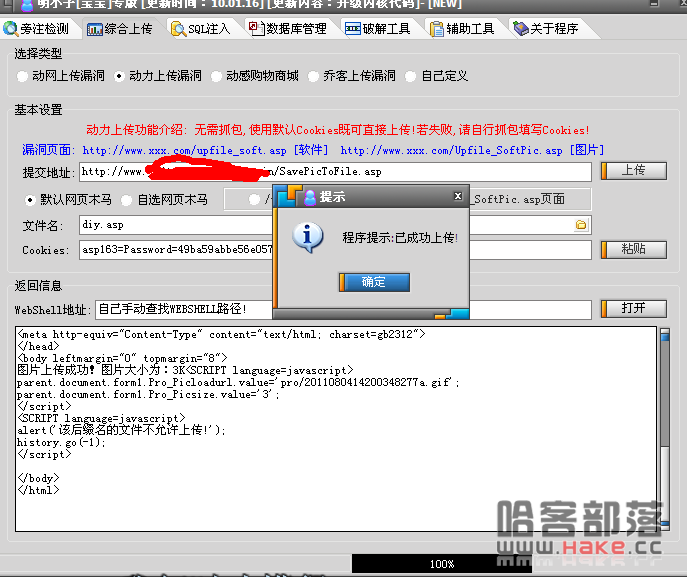 明小子[宝宝]专版 [更新时间：10.01.16] [更新内容：升级内核代码]- [NEW]
旁注检测 综合上传 SQL注入 数据库管理 破解工具 辅助工具 关于程序
选择类型
动网上传漏洞 动力上传漏洞 动感购物商城 乔客上传漏洞 自己定义
基本设置
动力上传功能介绍: 无需抓包,使用默认Cookies既可直接上传!若失败,请自行抓包填写Cookies!
漏洞页面: http://www.xxx.com/upfile_soft.asp [软件] http://www.xxx.com/Upfile_SoftPic.asp [图片]
提交地址: http://www. in/SavePicToFile.asp 上传
默认网页木马 自选网页木马 / _SoftPic.asp页面
提示
程序提示:已成功上传!
确定
文件名: diy.asp
Cookies: asp163=Password=49ba59abbe56e057 粘贴
返回信息
WebShell地址: 自己手动查找WEBSHELL路径! 打开
<meta http-equiv="Content-Type" content="text/html; charset=gb2312">
</head>
<body leftmargin="0" topmargin="8">
图片上传成功! 图片大小为：3K<SCRIPT language=javascript>
parent.document.form1.Pro_Picloadurl.value='pro/2011080414200348277a.gif';
parent.document.form1.Pro_Picsize.value='3';
</script>
<SCRIPT language=javascript>
alert('该后缀名的文件不允许上传!');
history.go(-1);
</script>
</body>
</html>
哈客部落
www.HAKE.cc
100%